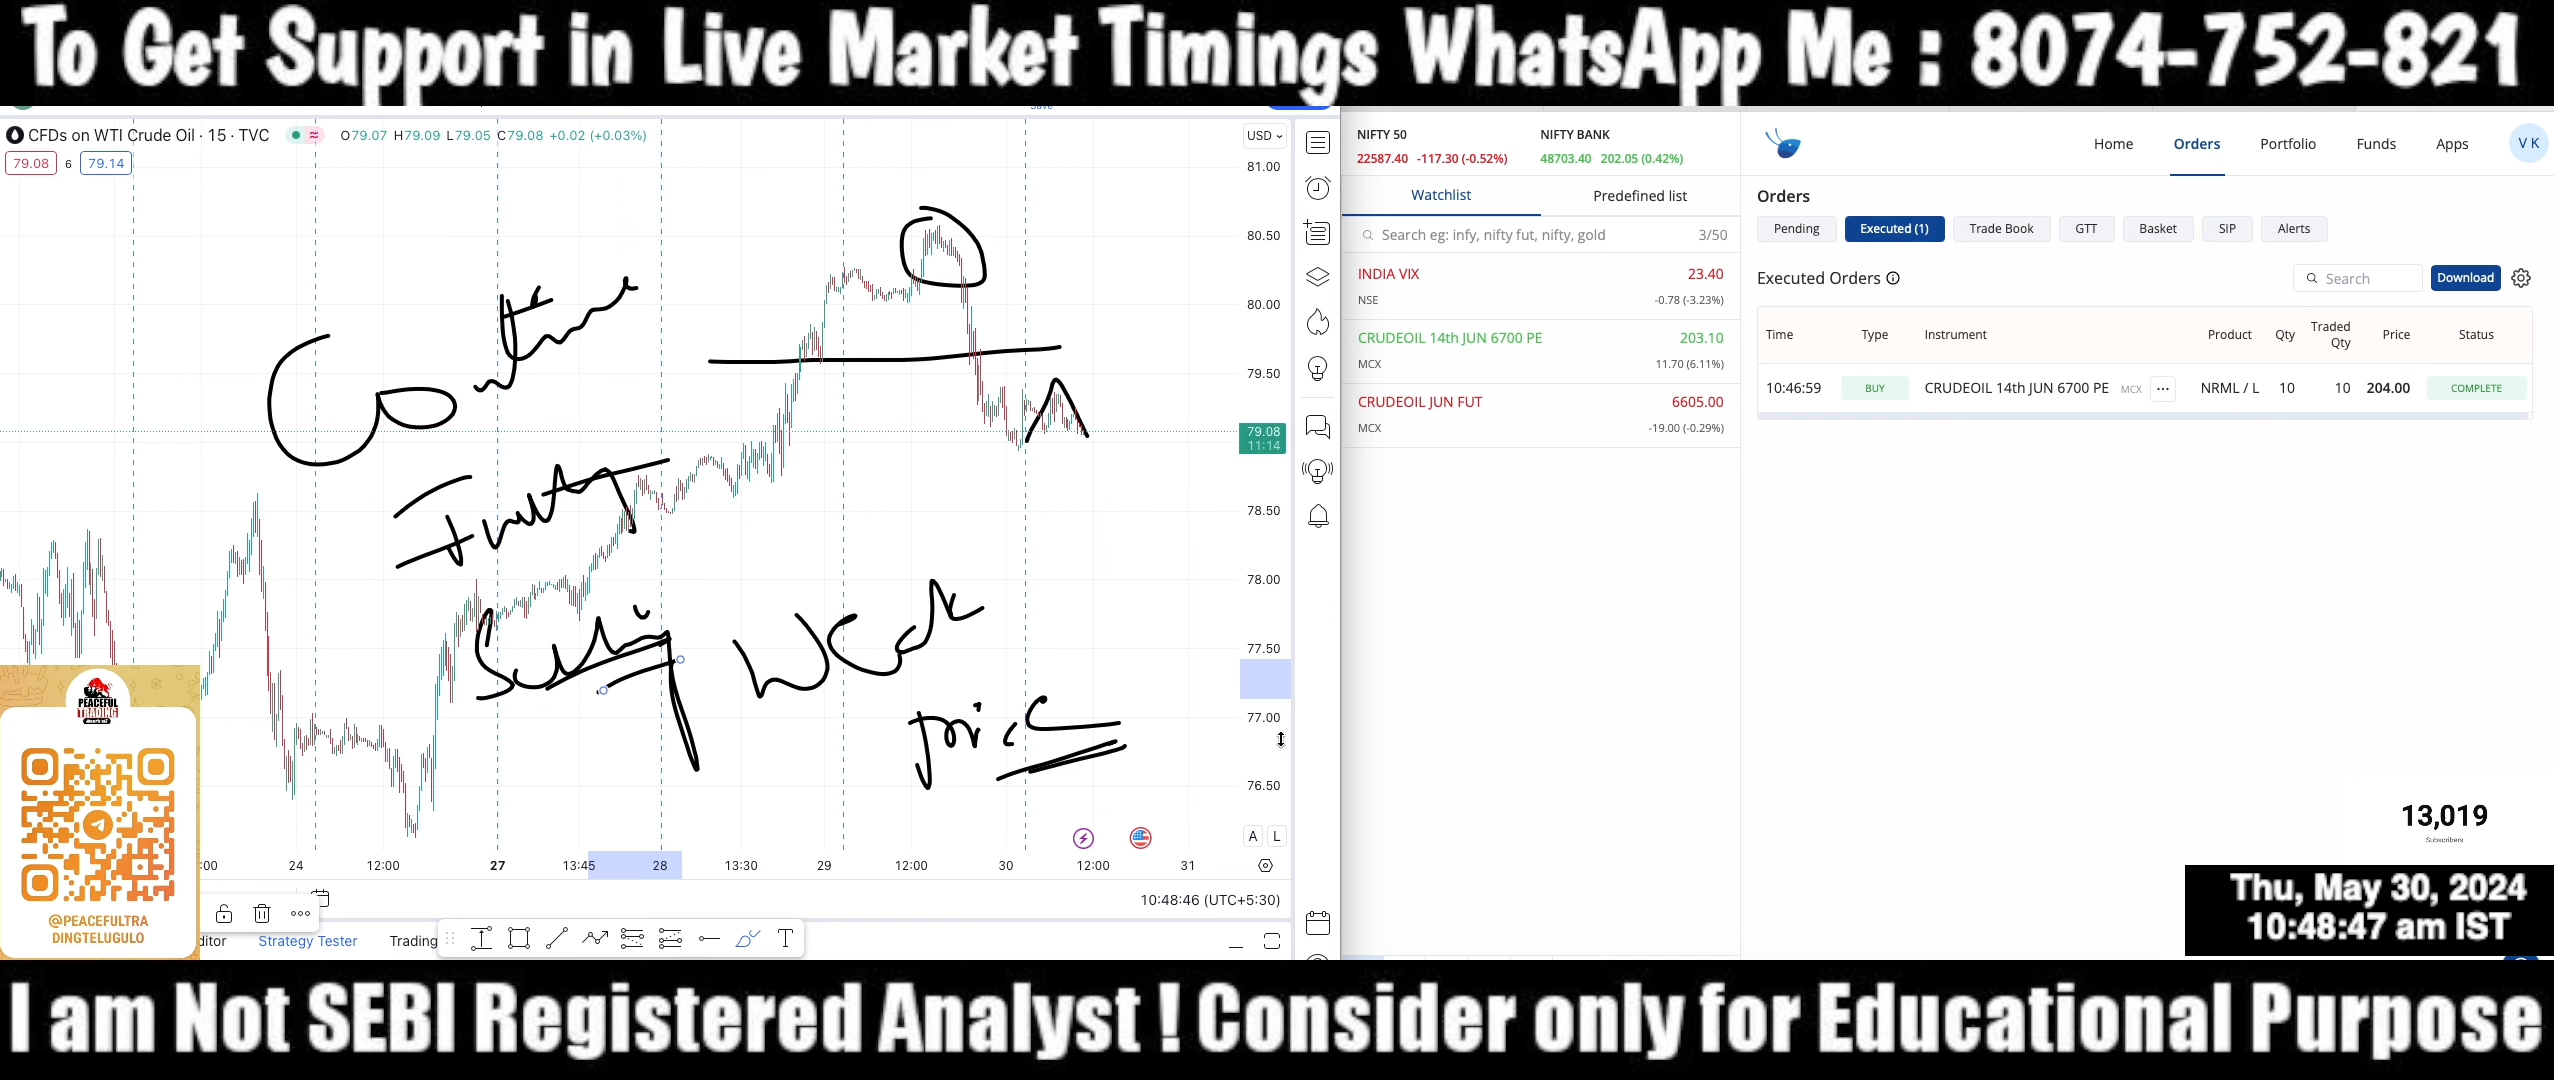 To Get Support in Live Market Timings WhatsApp Me : 8074-752-821
Save
CFDs on WTI Crude Oil · 15 · TVC
O79.07 H79.09 L79.05 C79.08 +0.02 (+0.03%)
USD
79.08 6 79.14
81.00
80.50
80.00
79.50
79.08
11:14
78.50
78.00
77.50
77.00
76.50
A L
Selling Weak
price
:00 24 12:00 27 13:45 28 13:30 29 12:00 30 12:00 31
10:48:46 (UTC+5:30)
ditor Strategy Tester Trading
PEACEFUL
TRADING
@PEACEFULTRA
DINGTELUGULO
NIFTY 50
22587.40 -117.30 (-0.52%)
NIFTY BANK
48703.40 202.05 (0.42%)
Watchlist Predefined list
Search eg: infy, nifty fut, nifty, gold 3/50
INDIA VIX 23.40
NSE -0.78 (-3.23%)
CRUDEOIL 14th JUN 6700 PE 203.10
MCX 11.70 (6.11%)
CRUDEOIL JUN FUT 6605.00
MCX -19.00 (-0.29%)
Home Orders Portfolio Funds Apps V K
Orders
Pending Executed (1) Trade Book GTT Basket SIP Alerts
Executed Orders Search Download
Time Type Instrument Product Qty Traded Qty Price Status
10:46:59 BUY CRUDEOIL 14th JUN 6700 PE MCX NRML / L 10 10 204.00 COMPLETE
13,019
Subscribers
Thu, May 30, 2024
10:48:47 am IST
I am Not SEBI Registered Analyst ! Consider only for Educational Purpose